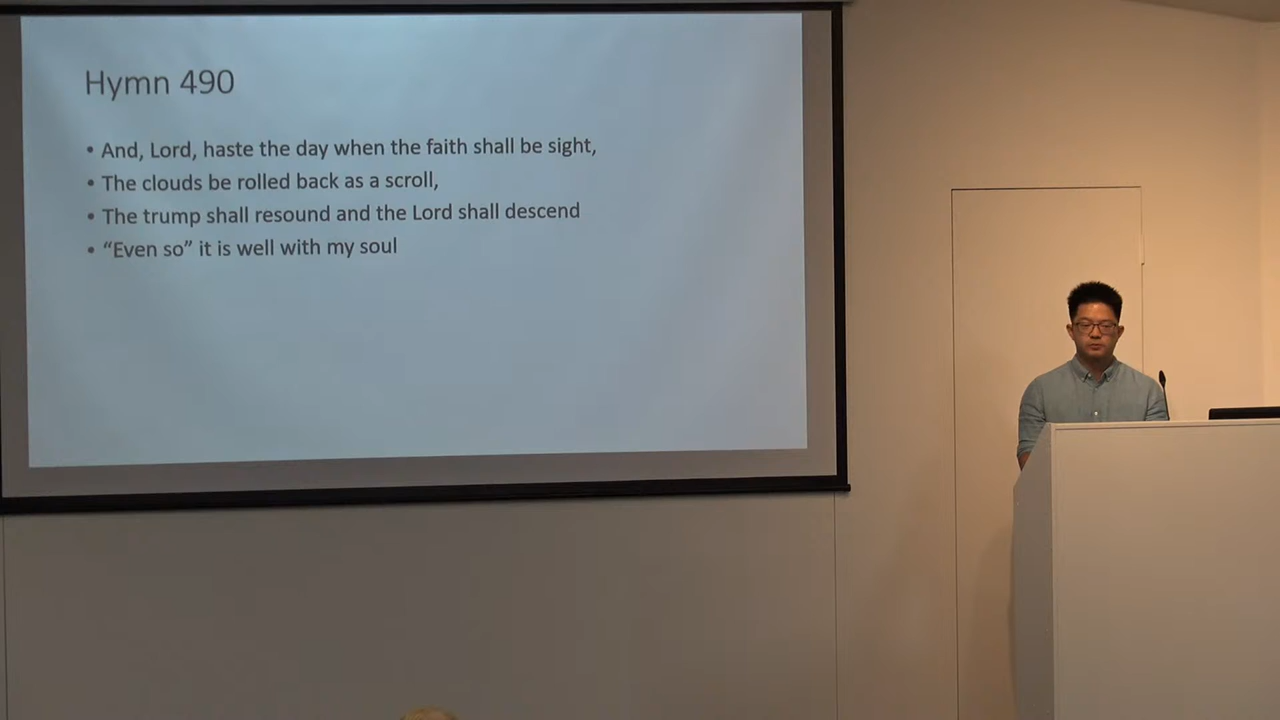 Hymn 490
• And, Lord, haste the day when the faith shall be sight,
• The clouds be rolled back as a scroll,
• The trump shall resound and the Lord shall descend
• “Even so” it is well with my soul